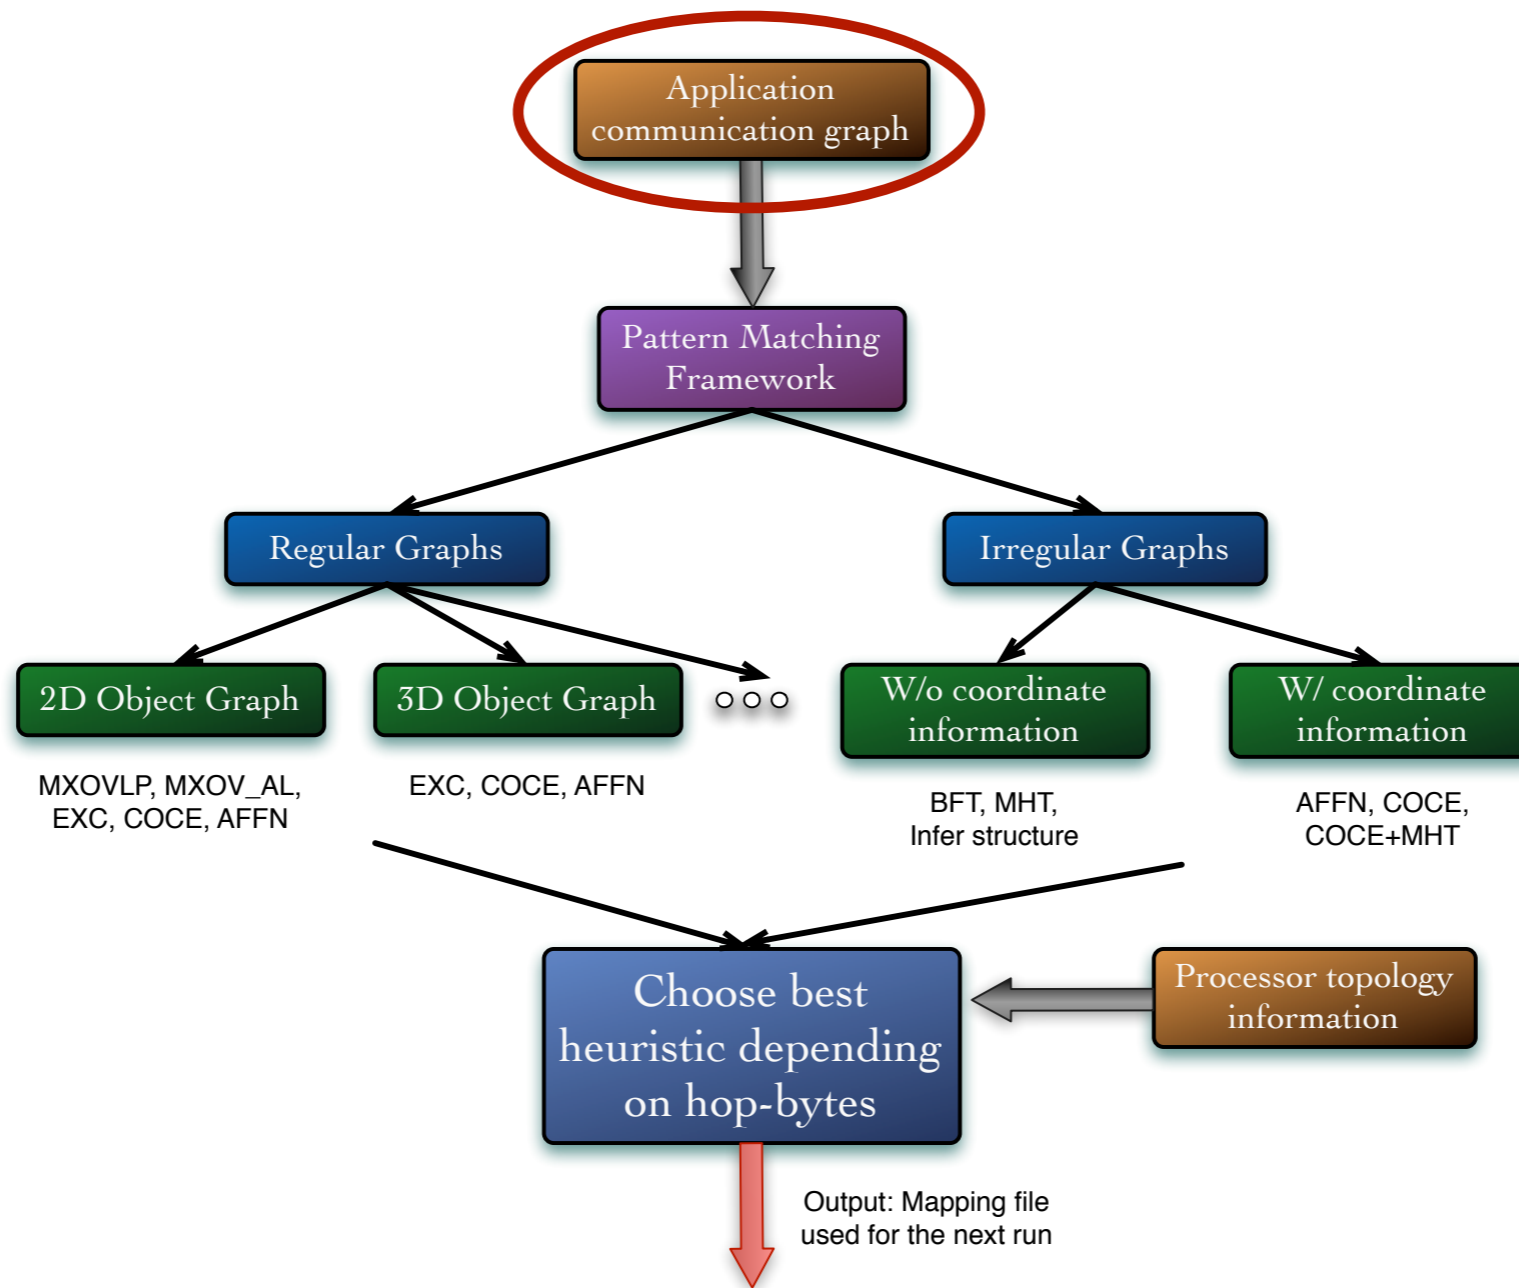 Application
communication graph
Pattern Matching
Framework
Regular Graphs
Irregular Graphs
2D Object Graph
3D Object Graph
W/o coordinate
information
W/ coordinate
information
MXOVLP, MXOV_AL,
EXC, COCE, AFFN
EXC, COCE, AFFN
BFT, MHT,
Infer structure
AFFN, COCE,
COCE+MHT
Choose best
heuristic depending
on hop-bytes
Processor topology
information
Output: Mapping file
used for the next run